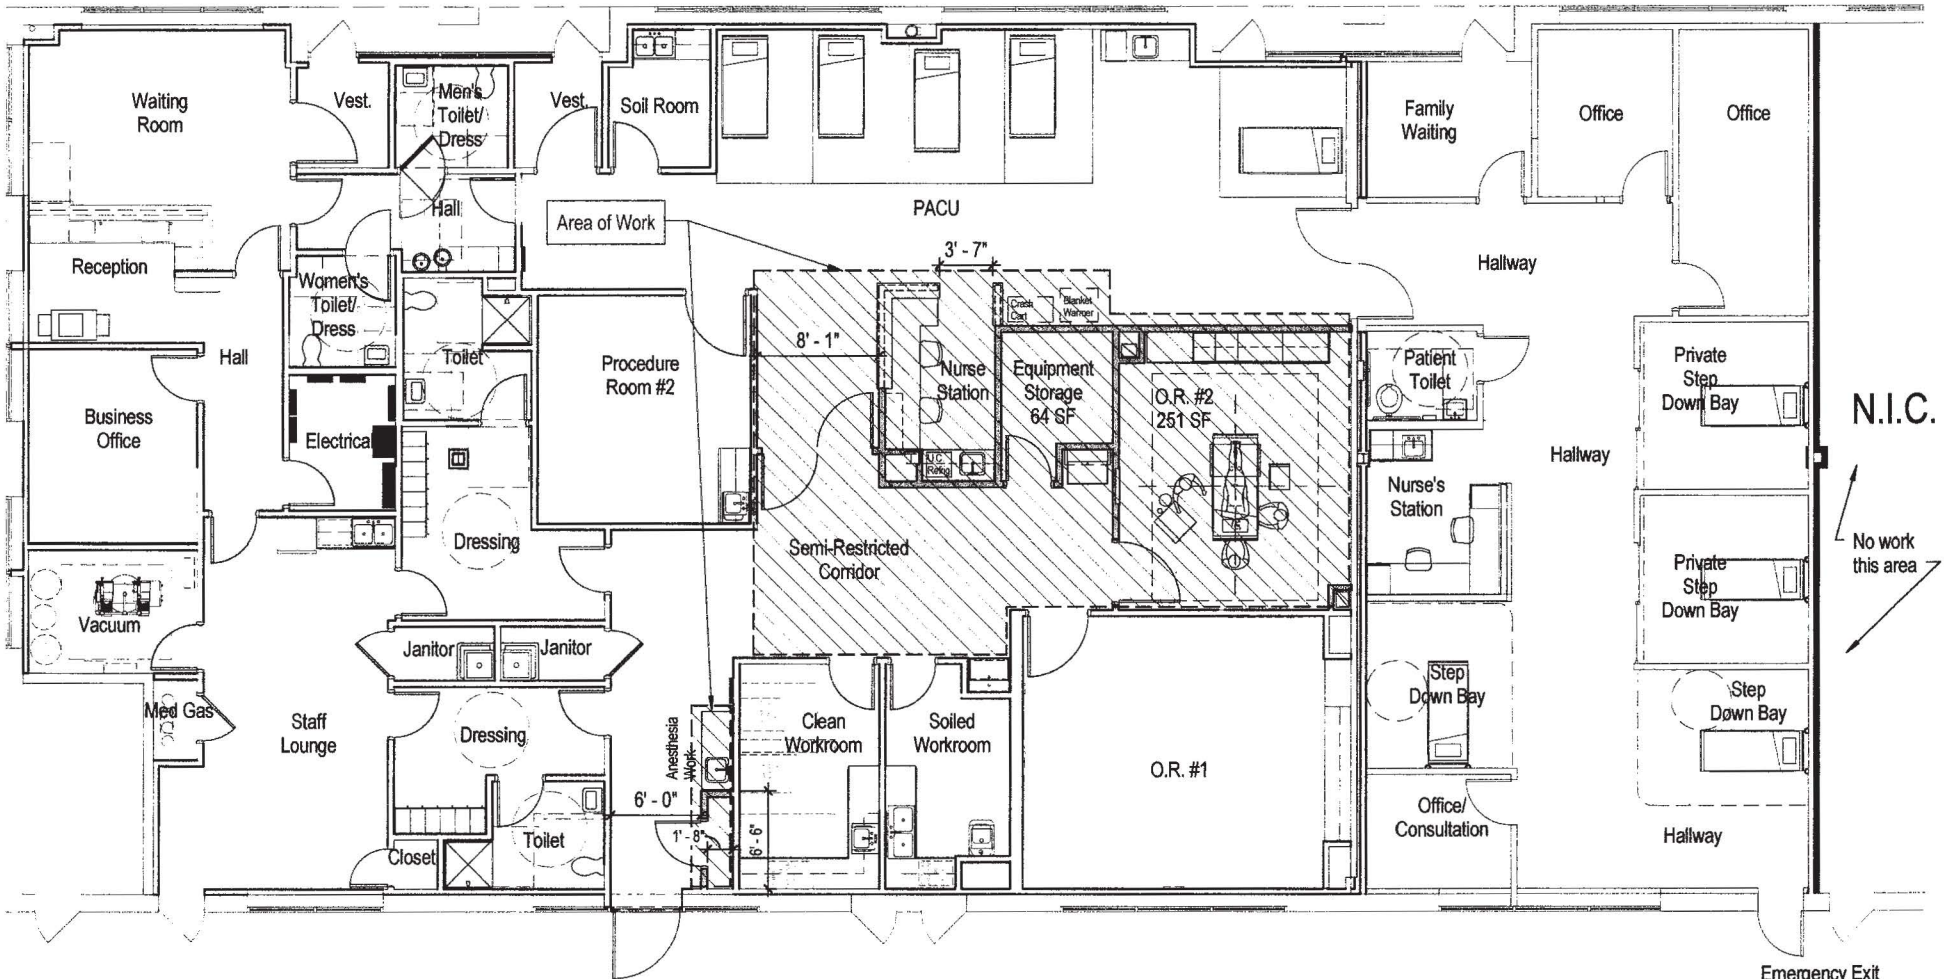 Waiting
Room
Vest.
Men's
Toilet/
Dress
Vest.
Soil Room
Family
Waiting
Office
Office
Hall
Area of Work
PACU
3' - 7"
Hallway
Reception
Women's
Toilet/
Dress
Crash
Cart
Blanket
Warmer
8' - 1"
Hall
Toilet
Procedure
Room #2
Nurse
Station
Equipment
Storage
64 SF
O.R. #2
251 SF
Patient
Toilet
Private
Step
Down Bay
N.I.C.
Business
Office
Electrical
U.C.
Refrig
Hallway
Nurse's
Station
Dressing
Semi-Restricted
Corridor
No work
this area
Private
Step
Down Bay
Vacuum
Janitor
Janitor
Med Gas
Staff
Lounge
Dressing
Anesthesia
Work
Clean
Workroom
Soiled
Workroom
O.R. #1
Step
Down Bay
Step
Down Bay
6' - 0"
1' - 8"
6' - 6"
Toilet
Closet
Office/
Consultation
Hallway
Emergency Exit